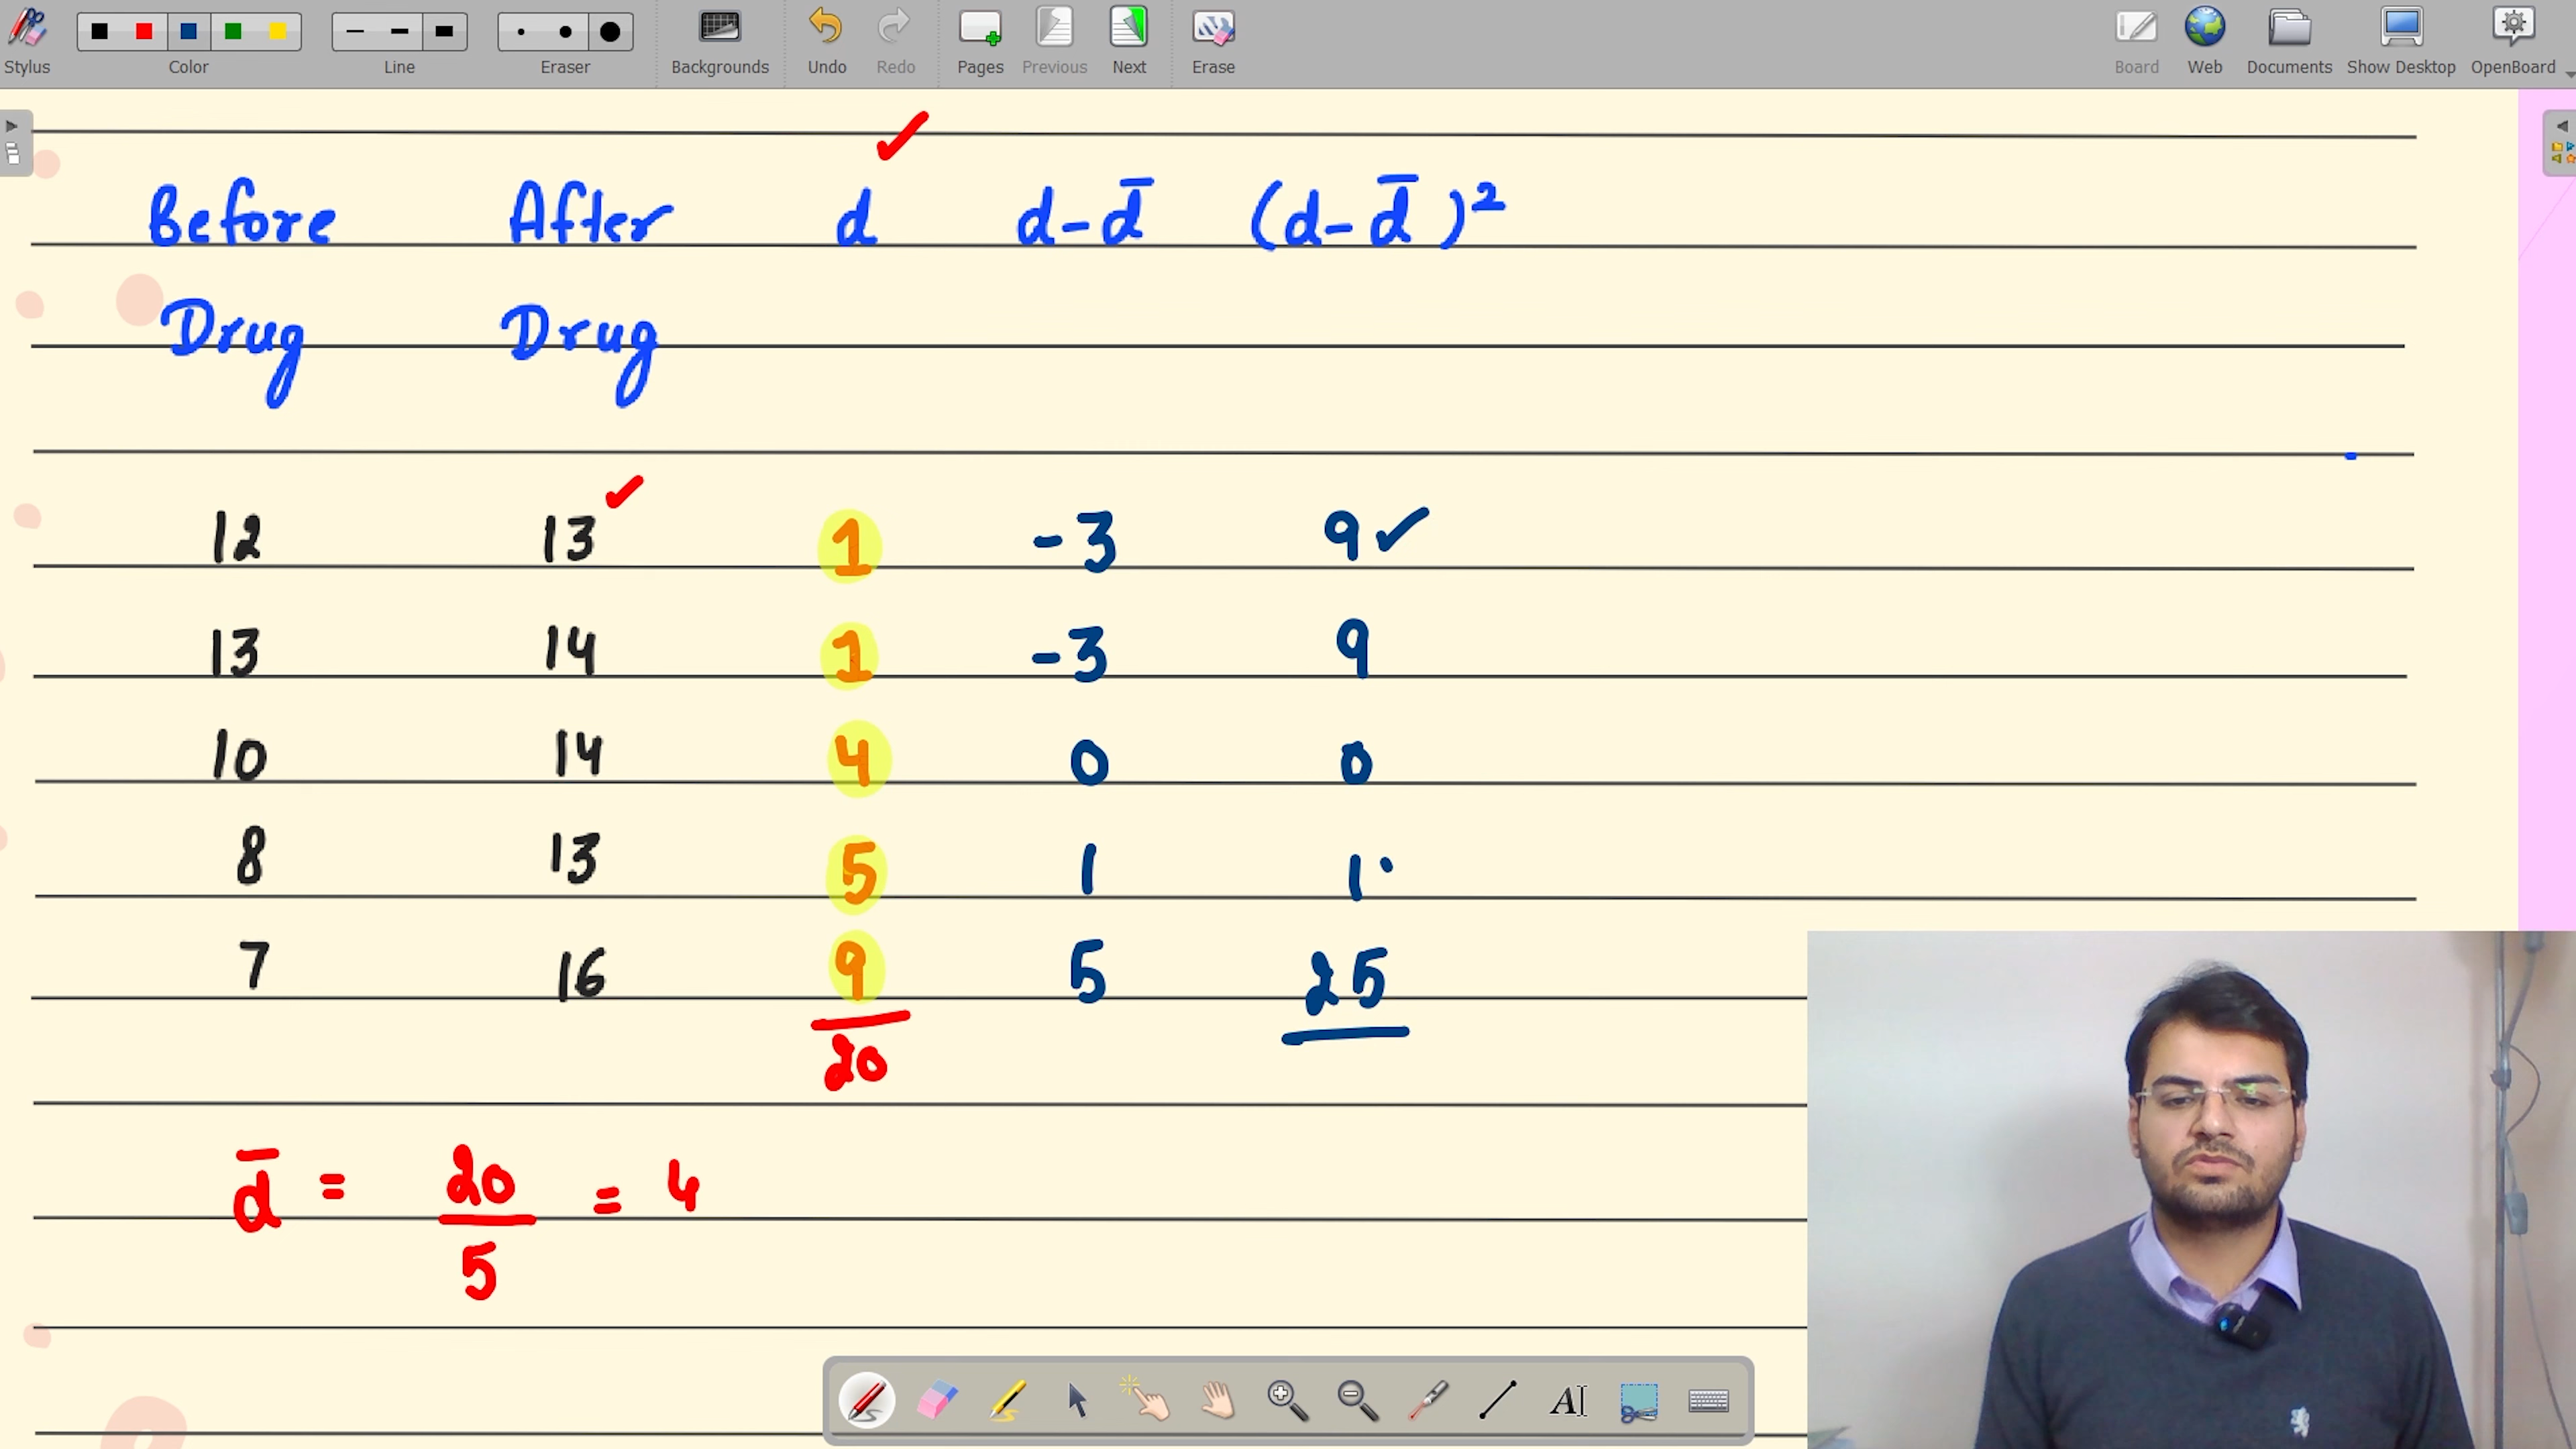 Stylus Color Line Eraser Backgrounds Undo Redo Pages Previous Next Erase Board Web Documents Show Desktop OpenBoard
Before After d d-d̄ (d-d̄)²
Drug Drug
12 13 1 -3 9
13 14 1 -3 9
10 14 4 0 0
8 13 5 1 1
7 16 9 5 25
20
d̄ = 20/5 = 4
AI